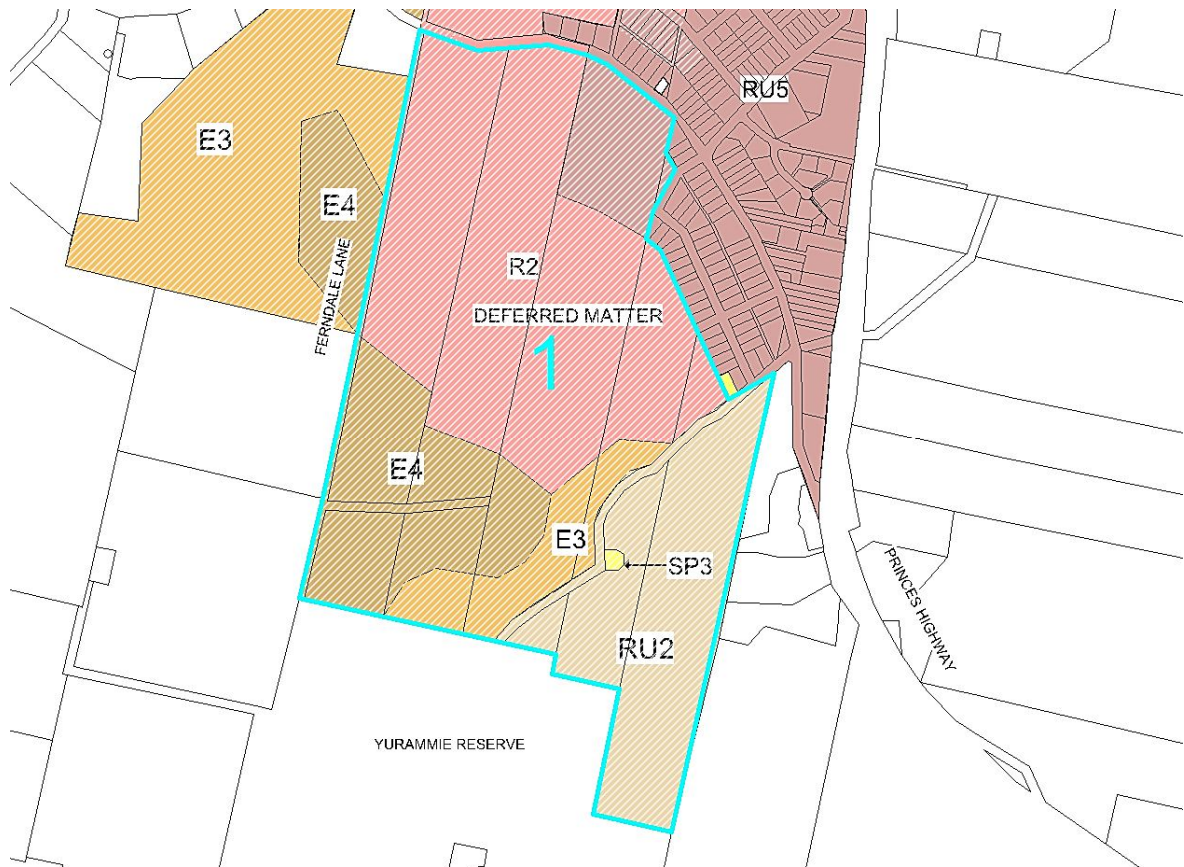 RU5
E3
E4
FERNDALE LANE
R2
DEFERRED MATTER
1
E4
E3
SP3
RU2
PRINCES HIGHWAY
YURAMMIE RESERVE